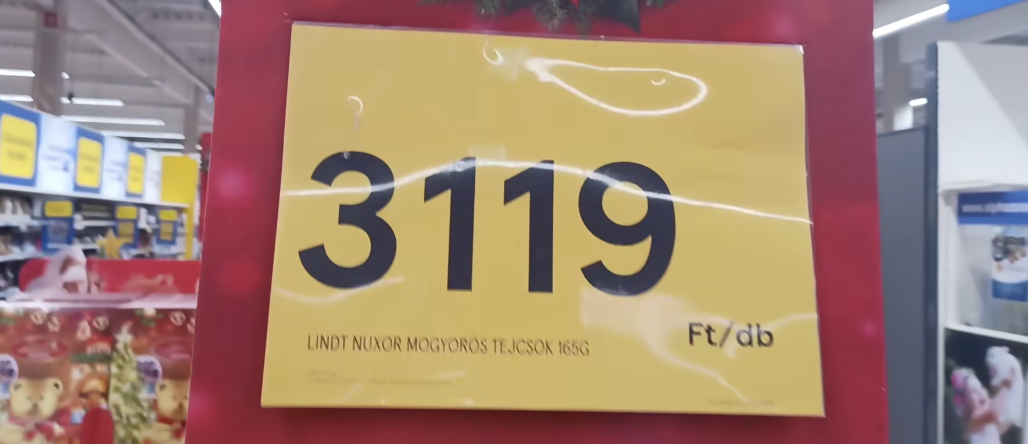 3119
Ft/db
LINDT NUXOR MOGYORÓS TEJCSOK 165G